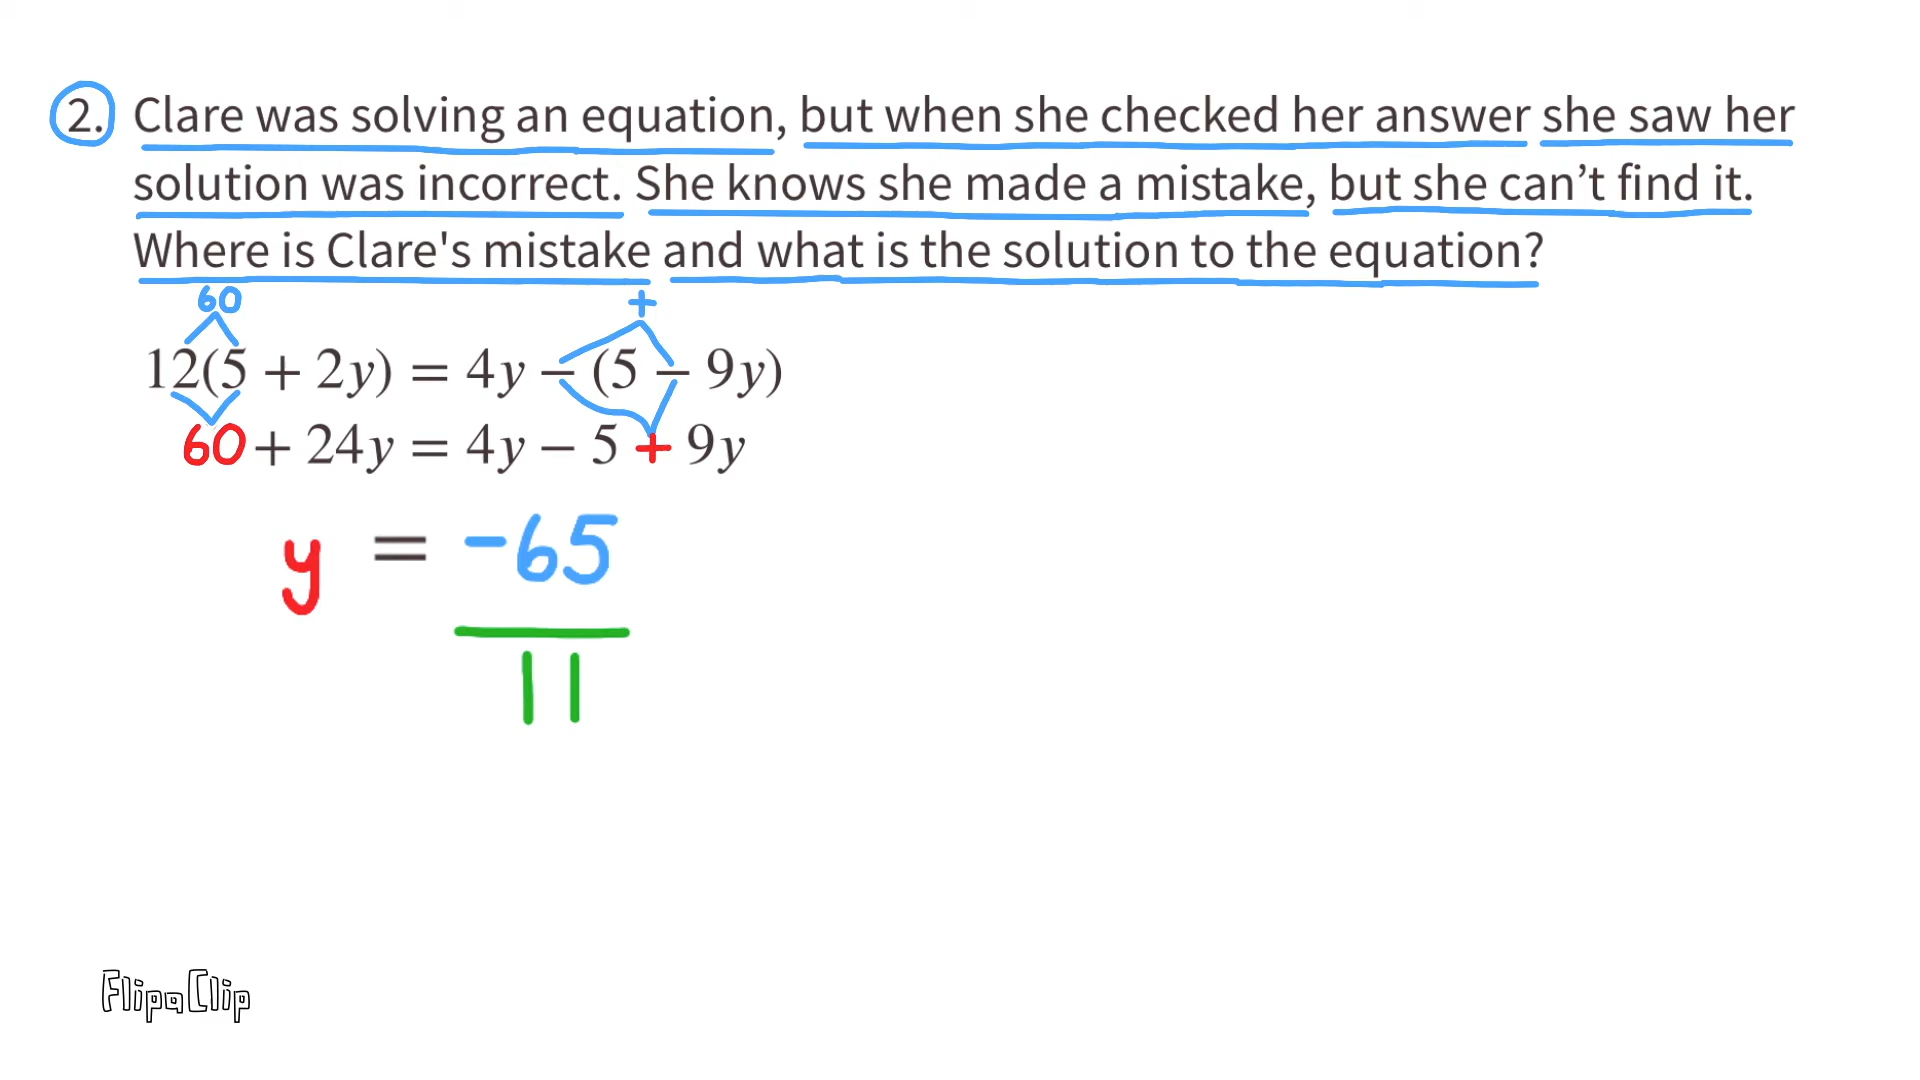 2. Clare was solving an equation, but when she checked her answer she saw her
solution was incorrect. She knows she made a mistake, but she can’t find it.
Where is Clare's mistake and what is the solution to the equation?
60 +
12(5 + 2y) = 4y − (5 − 9y)
60 + 24y = 4y − 5 + 9y
y = -65
11
FlipaClip